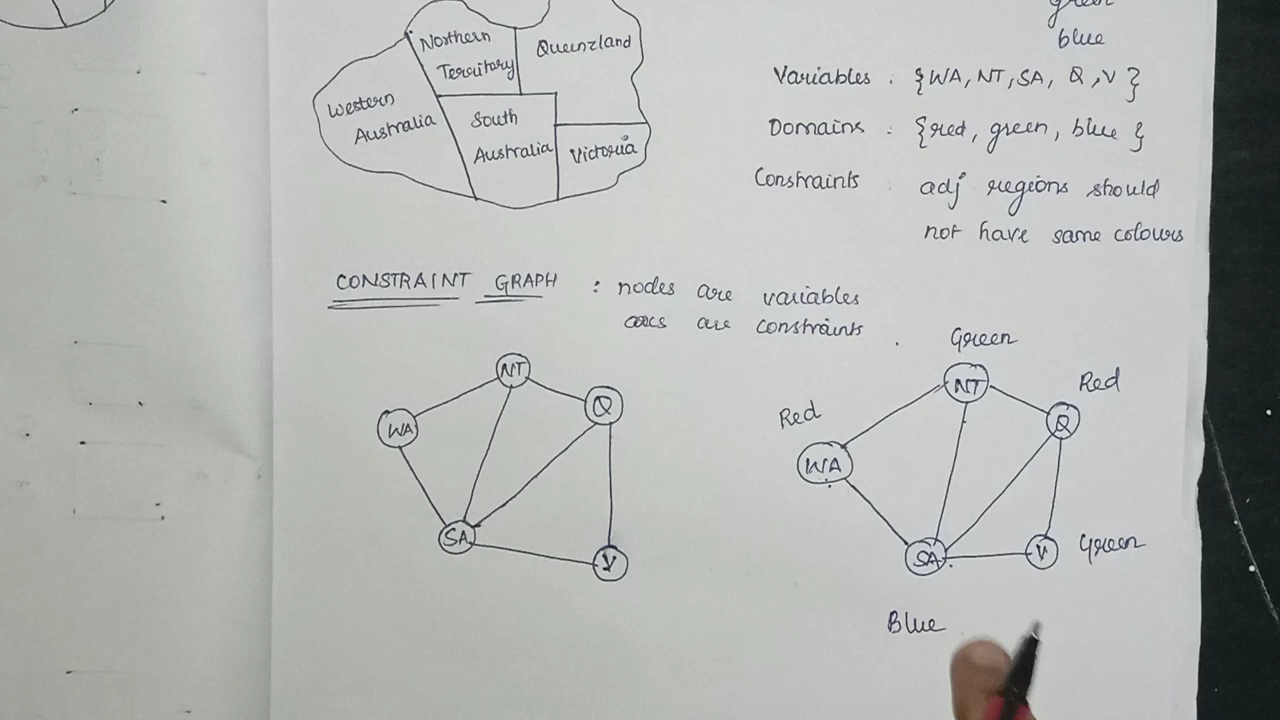 Northern
Territory
Queenzland
Western
Australia
South
Australia
Victoria
green
blue
Variables : {WA, NT, SA, Q, V}
Domains : {red, green, blue}
Constraints : adj regions should
not have same colours
CONSTRAINT GRAPH : nodes are variables
arcs are constraints
NT
Q
WA
SA
V
Green
NT
Red
Q
Red
WA
SA
V
Green
Blue